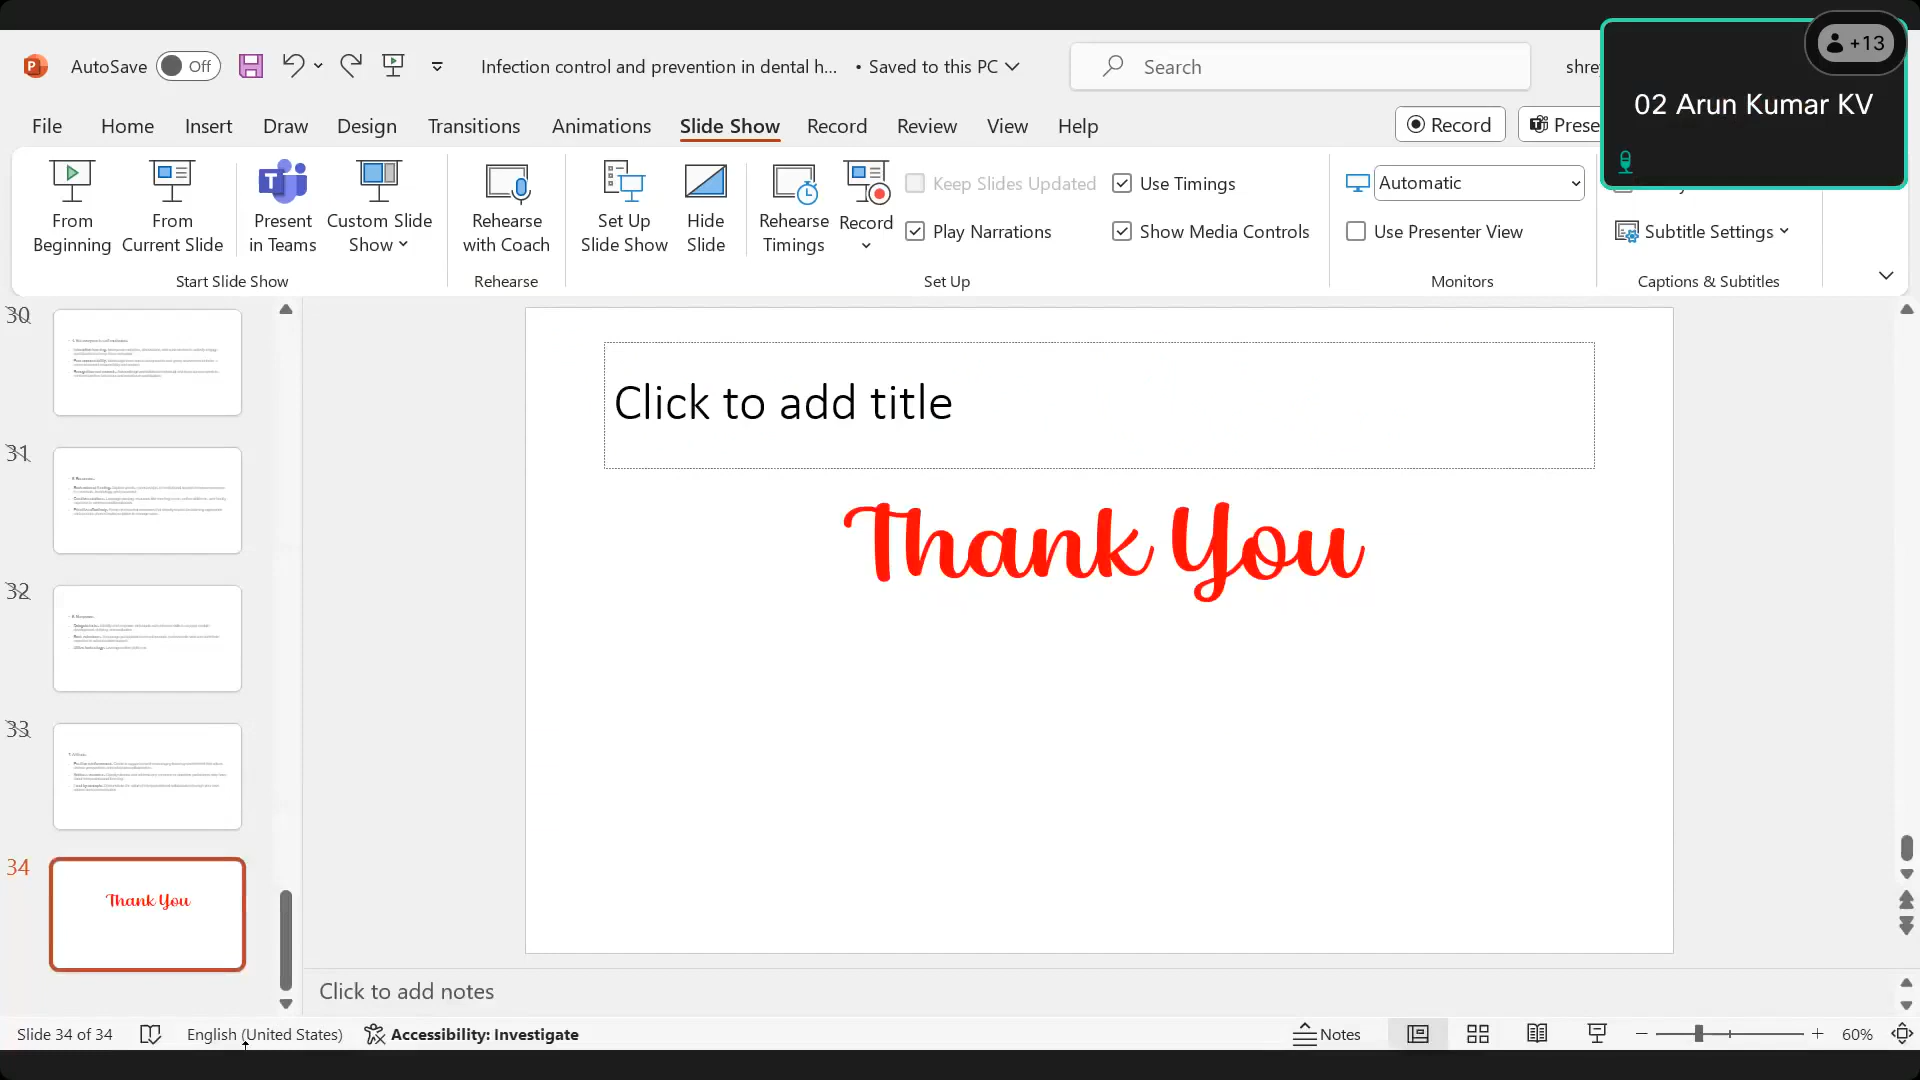 AutoSave Off Infection control and prevention in dental h... • Saved to this PC Search shre
+13
02 Arun Kumar KV
File Home Insert Draw Design Transitions Animations Slide Show Record Review View Help Record Prese
From Beginning
From Current Slide
Present in Teams
Custom Slide Show
Start Slide Show
Rehearse with Coach
Rehearse
Set Up Slide Show
Hide Slide
Rehearse Timings
Record
Keep Slides Updated
Play Narrations
Use Timings
Show Media Controls
Set Up
Automatic
Use Presenter View
Monitors
Subtitle Settings
Captions & Subtitles
30
31
32
33
34
Thank You
Click to add title
Thank You
Click to add notes
Slide 34 of 34 English (United States) Accessibility: Investigate Notes 60%